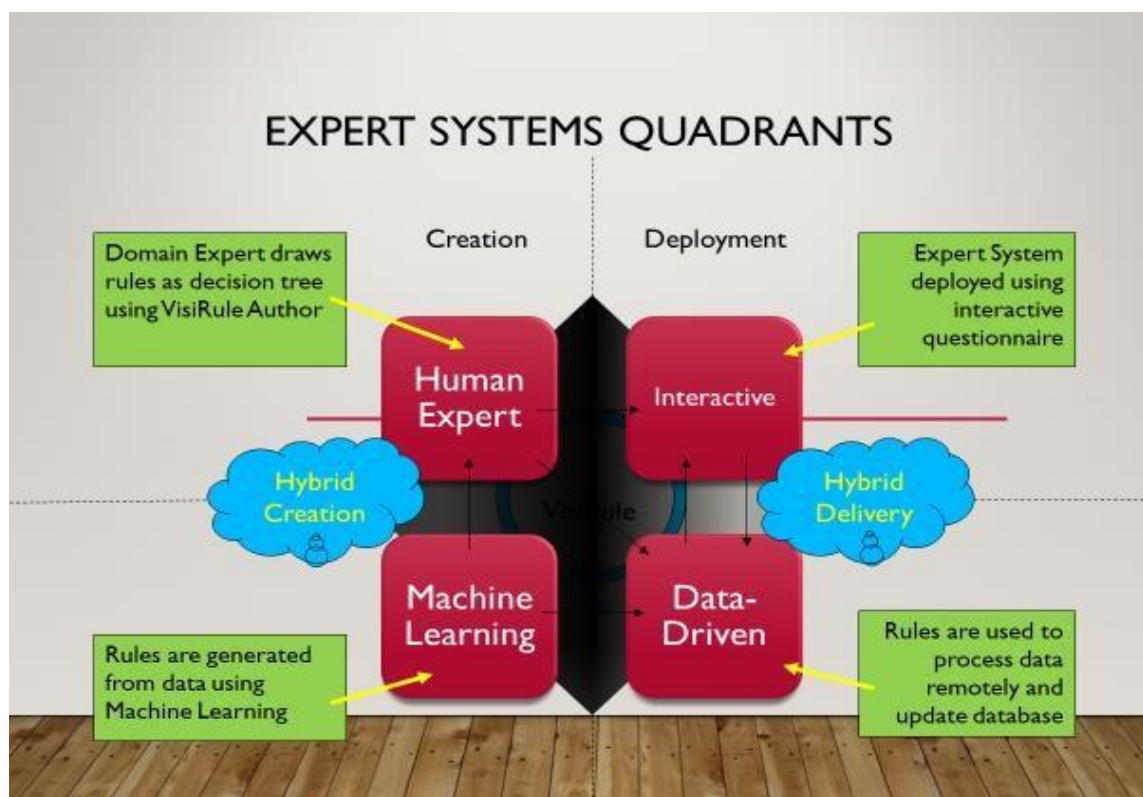 EXPERT SYSTEMS QUADRANTS
Creation
Deployment
Domain Expert draws
rules as decision tree
using VisiRule Author
Expert System
deployed using
interactive
questionnaire
Human
Expert
Interactive
Hybrid
Creation
VisiRule
Hybrid
Delivery
Machine
Learning
Data-
Driven
Rules are generated
from data using
Machine Learning
Rules are used to
process data
remotely and
update database